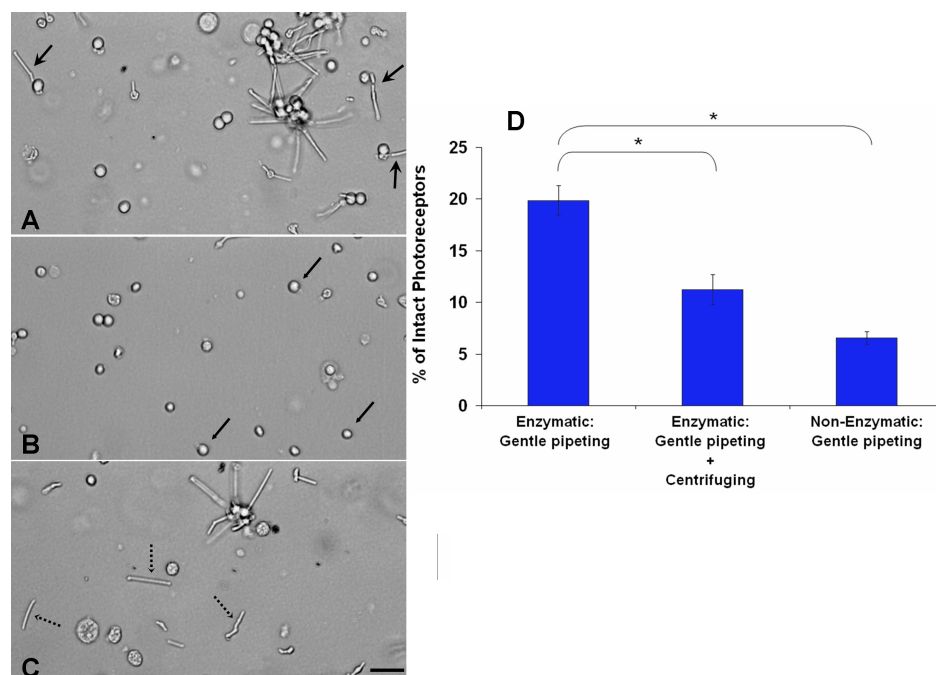 A
B
C
D
*
*
% of Intact Photoreceptors
25
20
15
10
5
0
Enzymatic:
Gentle pipeting
Enzymatic:
Gentle pipeting
+
Centrifuging
Non-Enzymatic:
Gentle pipeting